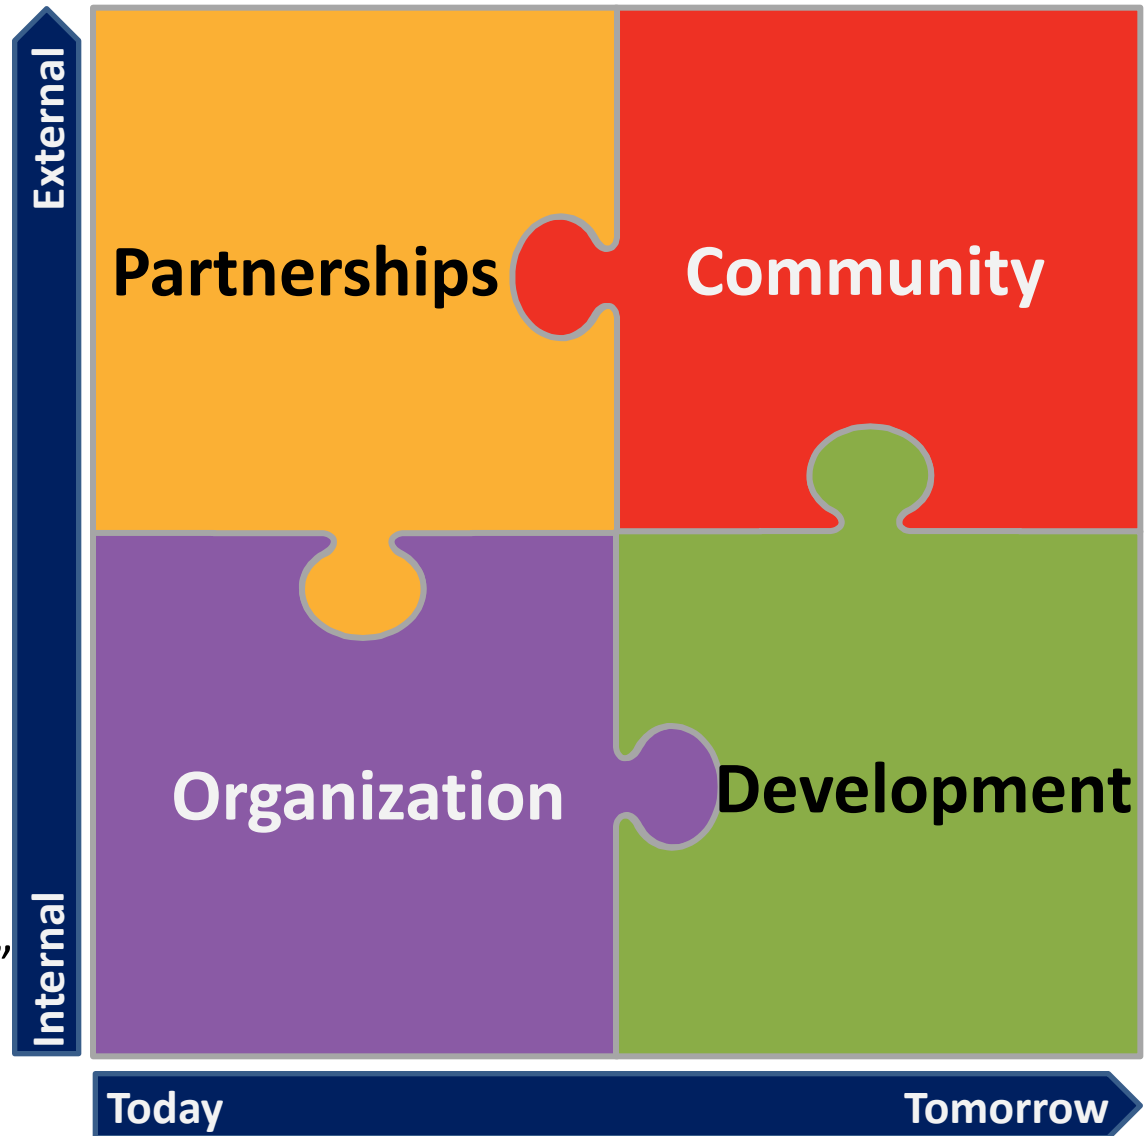 External
Partnerships
Community
Organization
Development
Internal
”
Today
Tomorrow